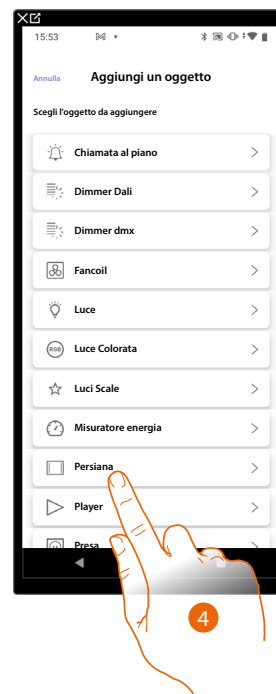 15:53
Annulla Aggiungi un oggetto
Scegli l'oggetto da aggiungere
Chiamata al piano
Dimmer Dali
Dimmer dmx
Fancoil
Luce
RGB Luce Colorata
Luci Scale
Misuratore energia
Persiana
Player
Presa
4